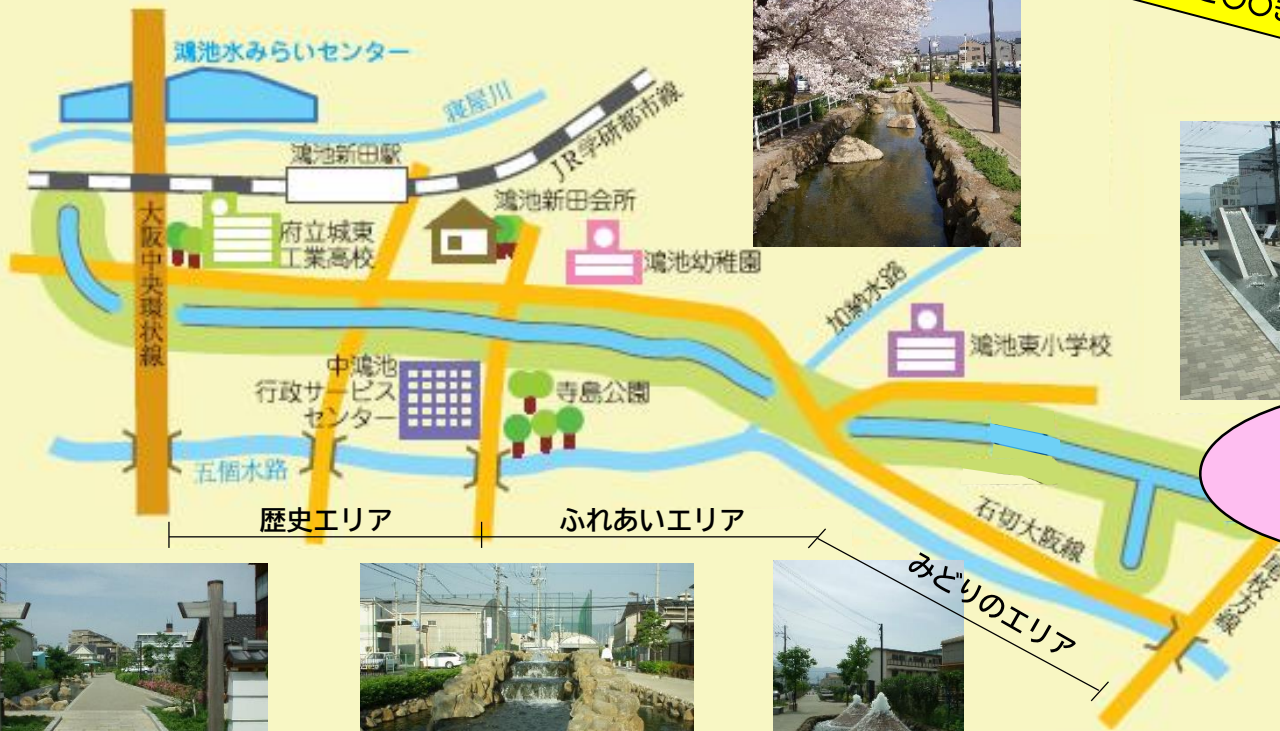 鴻池水みらいセンター
寝屋川
JR学研都市線
鴻池新田駅
大阪中央環状線
府立城東
工業高校
鴻池新田会所
鴻池幼稚園
加納水路
鴻池東小学校
中鴻池
行政サービス
センター
寺島公園
五個水路
石切大阪線
枚方線
歴史エリア
ふれあいエリア
みどりのエリア